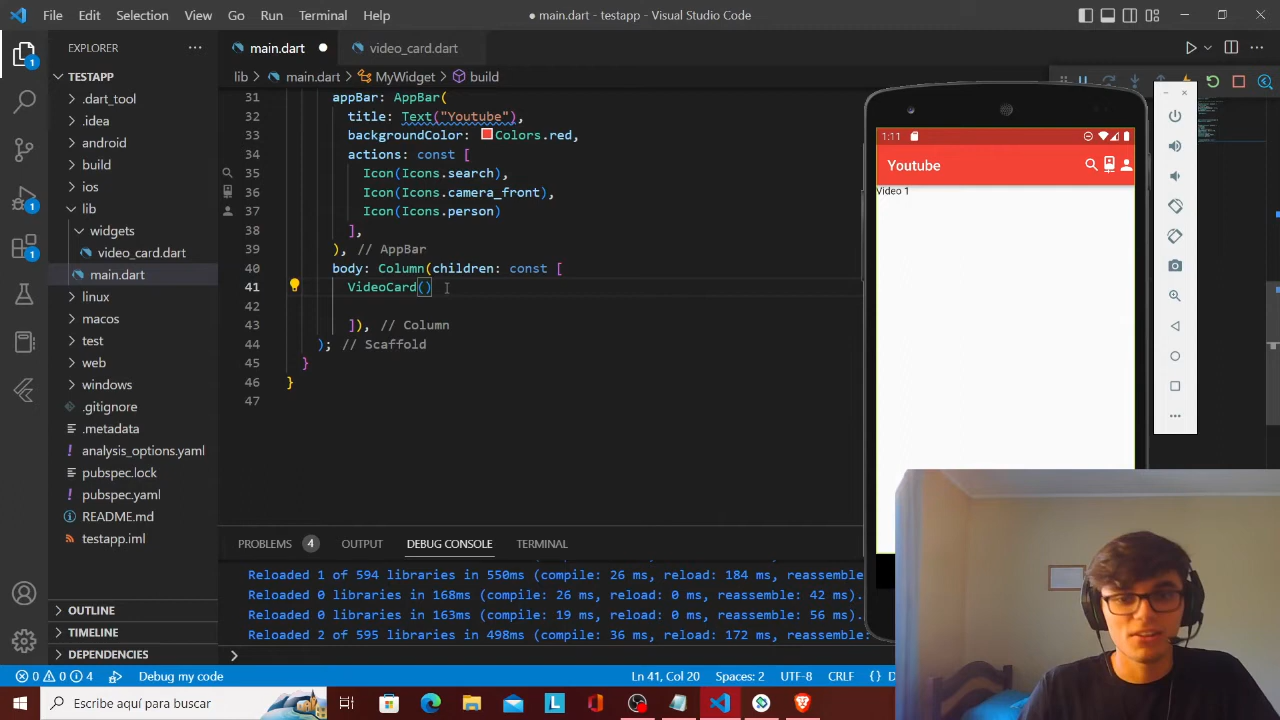 File Edit Selection View Go Run Terminal Help
● main.dart - testapp - Visual Studio Code
EXPLORER
TESTAPP
.dart_tool
.idea
android
build
ios
lib
widgets
video_card.dart
main.dart
linux
macos
test
web
windows
.gitignore
.metadata
analysis_options.yaml
pubspec.lock
pubspec.yaml
README.md
testapp.iml
OUTLINE
TIMELINE
DEPENDENCIES
main.dart
video_card.dart
lib > main.dart > MyWidget > build
31 appBar: AppBar(
32 title: Text("Youtube"),
33 backgroundColor: Colors.red,
34 actions: const [
35 Icon(Icons.search),
36 Icon(Icons.camera_front),
37 Icon(Icons.person)
38 ],
39 ), // AppBar
40 body: Column(children: const [
41 VideoCard()
42
43 ]), // Column
44 ); // Scaffold
45 }
46 }
47
1:11
Youtube
Video 1
PROBLEMS 4 OUTPUT DEBUG CONSOLE TERMINAL
Reloaded 1 of 594 libraries in 550ms (compile: 26 ms, reload: 184 ms, reassemble
Reloaded 0 libraries in 168ms (compile: 26 ms, reload: 0 ms, reassemble: 42 ms).
Reloaded 0 libraries in 163ms (compile: 19 ms, reload: 0 ms, reassemble: 56 ms).
Reloaded 2 of 595 libraries in 498ms (compile: 36 ms, reload: 172 ms, reassemble
0 0 4 Debug my code
Ln 41, Col 20 Spaces: 2 UTF-8 CRLF { } D
Escribe aquí para buscar